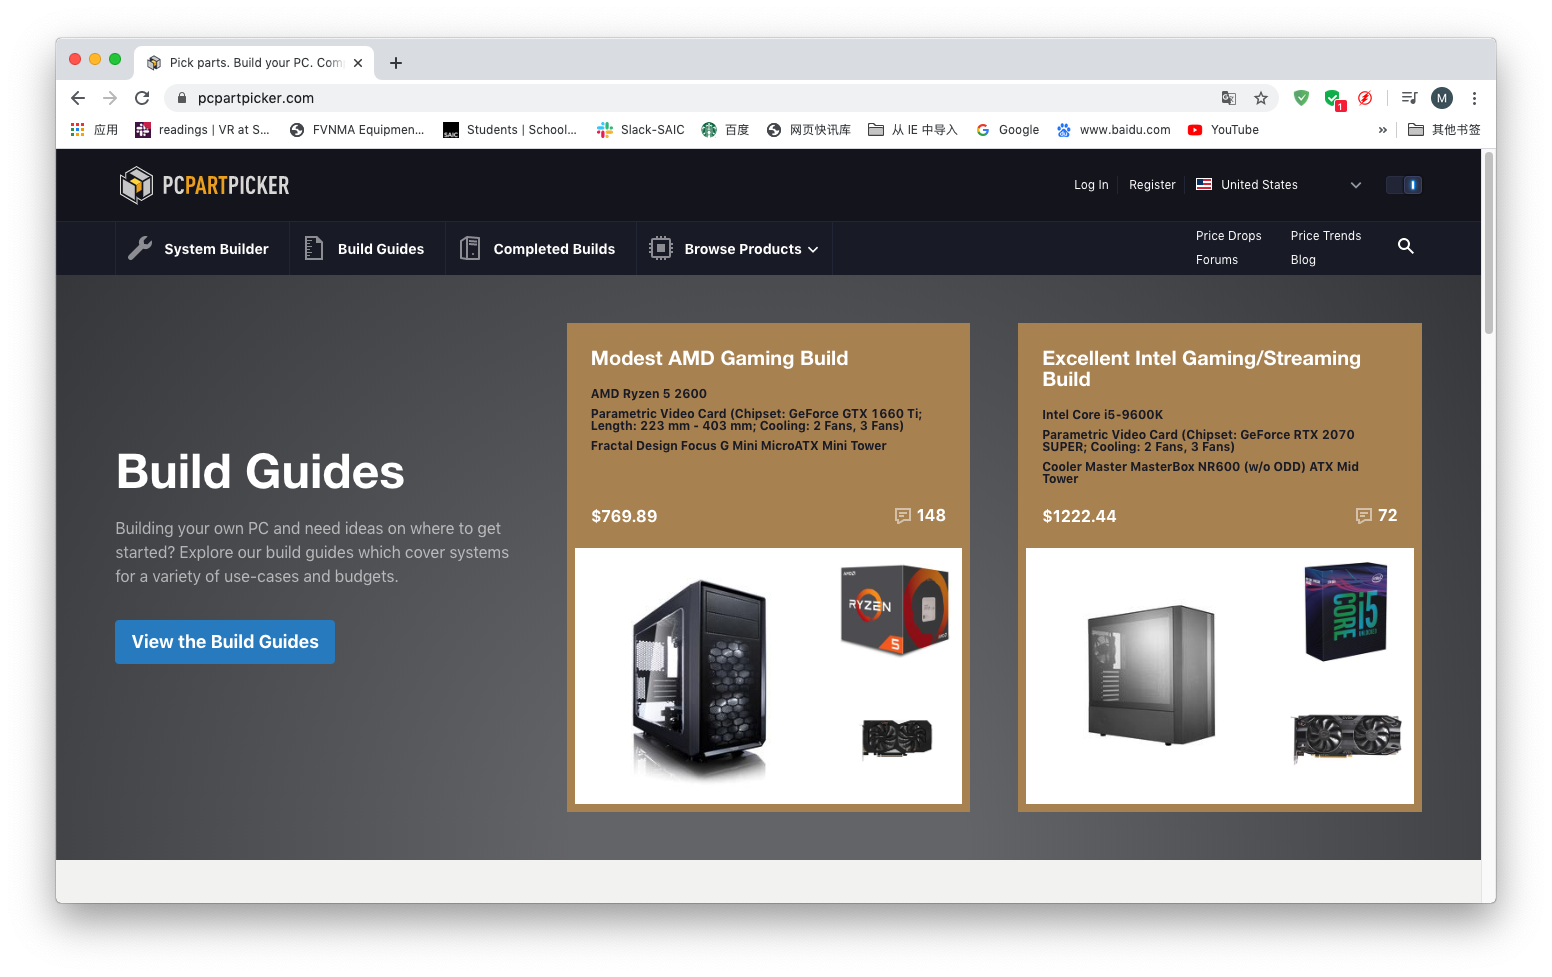 Pick parts. Build your PC. Com
pcpartpicker.com
1
M
应用
readings | VR at S...
FVNMA Equipmen...
SAIC
Students | School...
Slack-SAIC
百度
网页快讯库
从 IE 中导入
Google
www.baidu.com
YouTube
»
其他书签
PCPARTPICKER
Log In
Register
United States
System Builder
Build Guides
Completed Builds
Browse Products
Price Drops
Price Trends
Forums
Blog
Build Guides
Building your own PC and need ideas on where to get
started? Explore our build guides which cover systems
for a variety of use-cases and budgets.
View the Build Guides
Modest AMD Gaming Build
AMD Ryzen 5 2600
Parametric Video Card (Chipset: GeForce GTX 1660 Ti;
Length: 223 mm - 403 mm; Cooling: 2 Fans, 3 Fans)
Fractal Design Focus G Mini MicroATX Mini Tower
$769.89
148
AMD
RYZEN
5
Excellent Intel Gaming/Streaming
Build
Intel Core i5-9600K
Parametric Video Card (Chipset: GeForce RTX 2070
SUPER; Cooling: 2 Fans, 3 Fans)
Cooler Master MasterBox NR600 (w/o ODD) ATX Mid
Tower
$1222.44
72
intel
CORE
i5
UNLOCKED